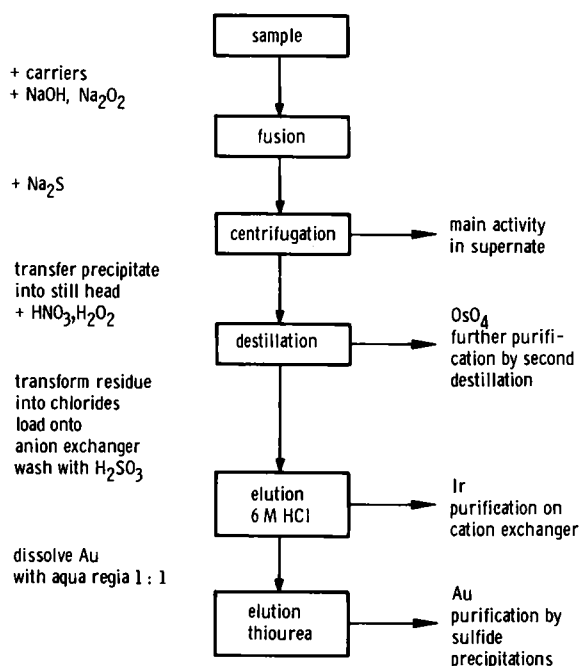 sample
+ carriers
+ NaOH, Na2O2
fusion
+ Na2S
centrifugation
main activity
in supernate
transfer precipitate
into still head
+ HNO3,H2O2
destillation
OsO4
further purifi-
cation by second
destillation
transform residue
into chlorides
load onto
anion exchanger
wash with H2SO3
elution
6 M HCl
Ir
purification on
cation exchanger
dissolve Au
with aqua regia 1 : 1
elution
thiourea
Au
purification by
sulfide
precipitations